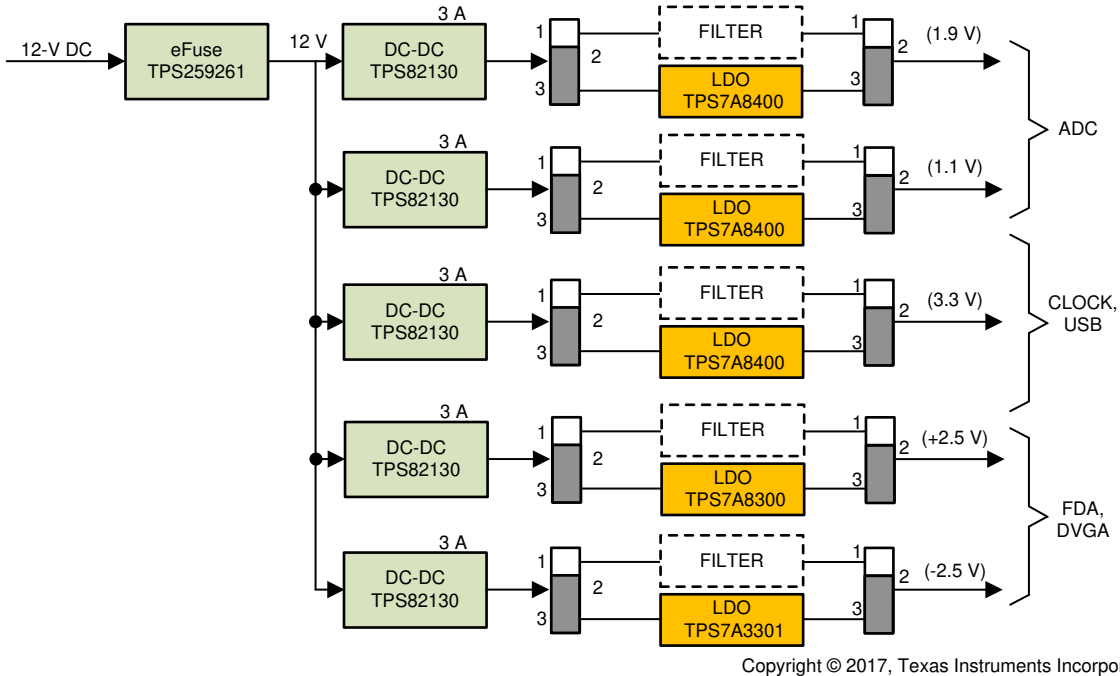 12-V DC
eFuse
TPS259261
12 V
3 A
DC-DC
TPS82130
1
2
3
FILTER
LDO
TPS7A8400
1
2
3
(1.9 V)
3 A
DC-DC
TPS82130
1
2
3
FILTER
LDO
TPS7A8400
1
2
3
(1.1 V)
ADC
3 A
DC-DC
TPS82130
1
2
3
FILTER
LDO
TPS7A8400
1
2
3
(3.3 V)
CLOCK,
USB
3 A
DC-DC
TPS82130
1
2
3
FILTER
LDO
TPS7A8300
1
2
3
(+2.5 V)
3 A
DC-DC
TPS82130
1
2
3
FILTER
LDO
TPS7A3301
1
2
3
(-2.5 V)
FDA,
DVGA
Copyright © 2017, Texas Instruments Incorpo